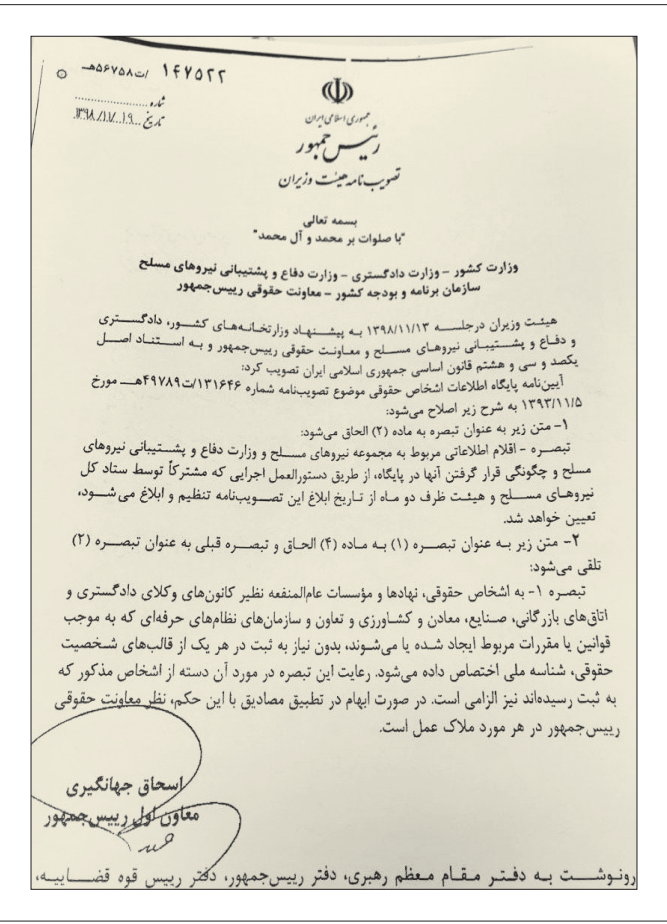 ۱۴۷۵۲۲ /ت۵۶۷۵۸هـ
شماره ..............
تاریخ ۱۳۹۸/۱۱/۱۹
جمهوری اسلامی ایران
رئیس جمهور
تصویب نامه هیئت وزیران
بسمه تعالی
"با صلوات بر محمد و آل محمد"
وزارت کشور – وزارت دادگستری – وزارت دفاع و پشتیبانی نیروهای مسلح
سازمان برنامه و بودجه کشور – معاونت حقوقی رییس‌جمهور
هیئت وزیران درجلسه ۱۳۹۸/۱۱/۱۳ به پیشنهاد وزارتخانه‌های کشور، دادگستری
و دفاع و پشتیبانی نیروهای مسلح و معاونت حقوقی رییس‌جمهور و به استناد اصل
یکصد و سی و هشتم قانون اساسی جمهوری اسلامی ایران تصویب کرد:
آیین‌نامه پایگاه اطلاعات اشخاص حقوقی موضوع تصویب‌نامه شماره ۱۳۱۶۴۶/ت۴۹۷۸۹هـ مورخ
۱۳۹۳/۱۱/۵ به شرح زیر اصلاح می‌شود:
۱- متن زیر به عنوان تبصره به ماده (۲) الحاق می‌شود:
تبصره - اقلام اطلاعاتی مربوط به مجموعه نیروهای مسلح و وزارت دفاع و پشتیبانی نیروهای
مسلح و چگونگی قرار گرفتن آنها در پایگاه، از طریق دستورالعمل اجرایی که مشترکاً توسط ستاد کل
نیروهای مسلح و هیئت ظرف دو ماه از تاریخ ابلاغ این تصویب‌نامه تنظیم و ابلاغ می شود،
تعیین خواهد شد.
۲- متن زیر به عنوان تبصره (۱) به ماده (۴) الحاق و تبصره قبلی به عنوان تبصره (۲)
تلقی می‌شود:
تبصره ۱- به اشخاص حقوقی، نهادها و مؤسسات عام‌المنفعه نظیر کانون‌های وکلای دادگستری و
اتاق‌های بازرگانی، صنایع، معادن و کشاورزی و تعاون و سازمان‌های نظام‌های حرفه‌ای که به موجب
قوانین یا مقررات مربوط ایجاد شده یا می‌شوند، بدون نیاز به ثبت در هر یک از قالب‌های شخصیت
حقوقی، شناسه ملی اختصاص داده می‌شود. رعایت این تبصره در مورد آن دسته از اشخاص مذکور که
به ثبت رسیده‌اند نیز الزامی است. در صورت ابهام در تطبیق مصادیق با این حکم، نظر معاونت حقوقی
رییس‌جمهور در هر مورد ملاک عمل است.
اسحاق جهانگیری
معاون اول رییس‌جمهور
رونوشت به دفتر مقام معظم رهبری، دفتر رییس‌جمهور، دفتر رییس قوه قضاییه،